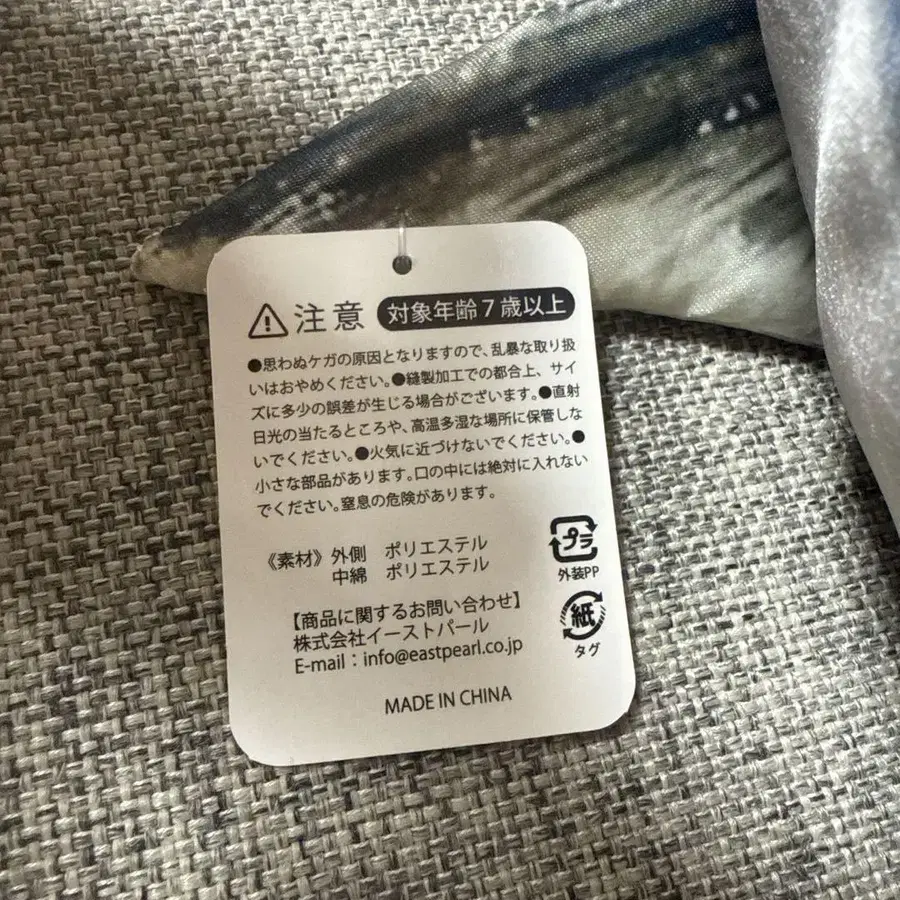 注意 対象年齢7歳以上
●思わぬケガの原因となりますので、乱暴な取り扱
いはおやめください。●縫製加工での都合上、サイ
ズに多少の誤差が生じる場合がございます。●直射
日光の当たるところや、高温多湿な場所に保管しな
いでください。●火気に近づけないでください。●
小さな部品があります。口の中には絶対に入れない
でください。窒息の危険があります。
《素材》外側 ポリエステル
中綿 ポリエステル
プラ
外装PP
紙
タグ
【商品に関するお問い合わせ】
株式会社イーストパール
E-mail：info@eastpearl.co.jp
MADE IN CHINA